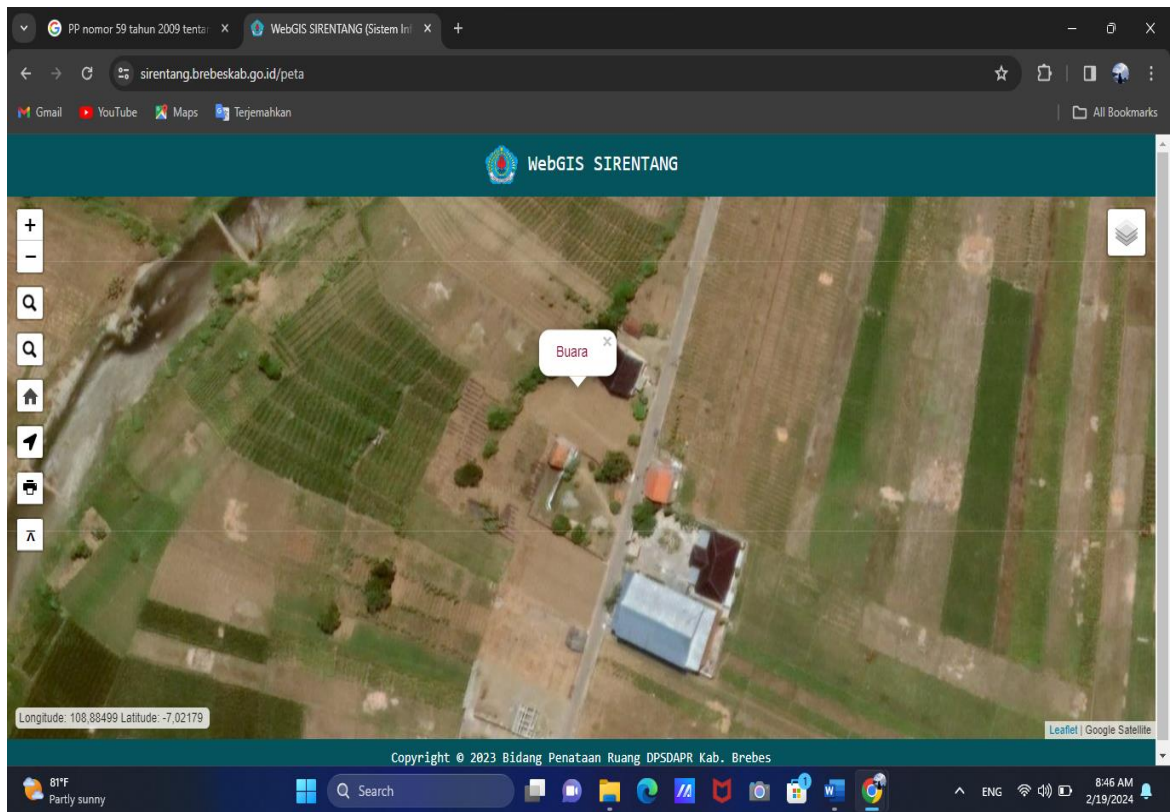 PP nomor 59 tahun 2009 tentar
WebGIS SIRENTANG (Sistem Inf
sirentang.brebeskab.go.id/peta
Gmail YouTube Maps Terjemahkan
All Bookmarks
WebGIS SIRENTANG
Buara
Longitude: 108,88499 Latitude: -7,02179
Leaflet | Google Satellite
Copyright © 2023 Bidang Penataan Ruang DPSDAPR Kab. Brebes
81°F
Partly sunny
Search
ENG
8:46 AM
2/19/2024